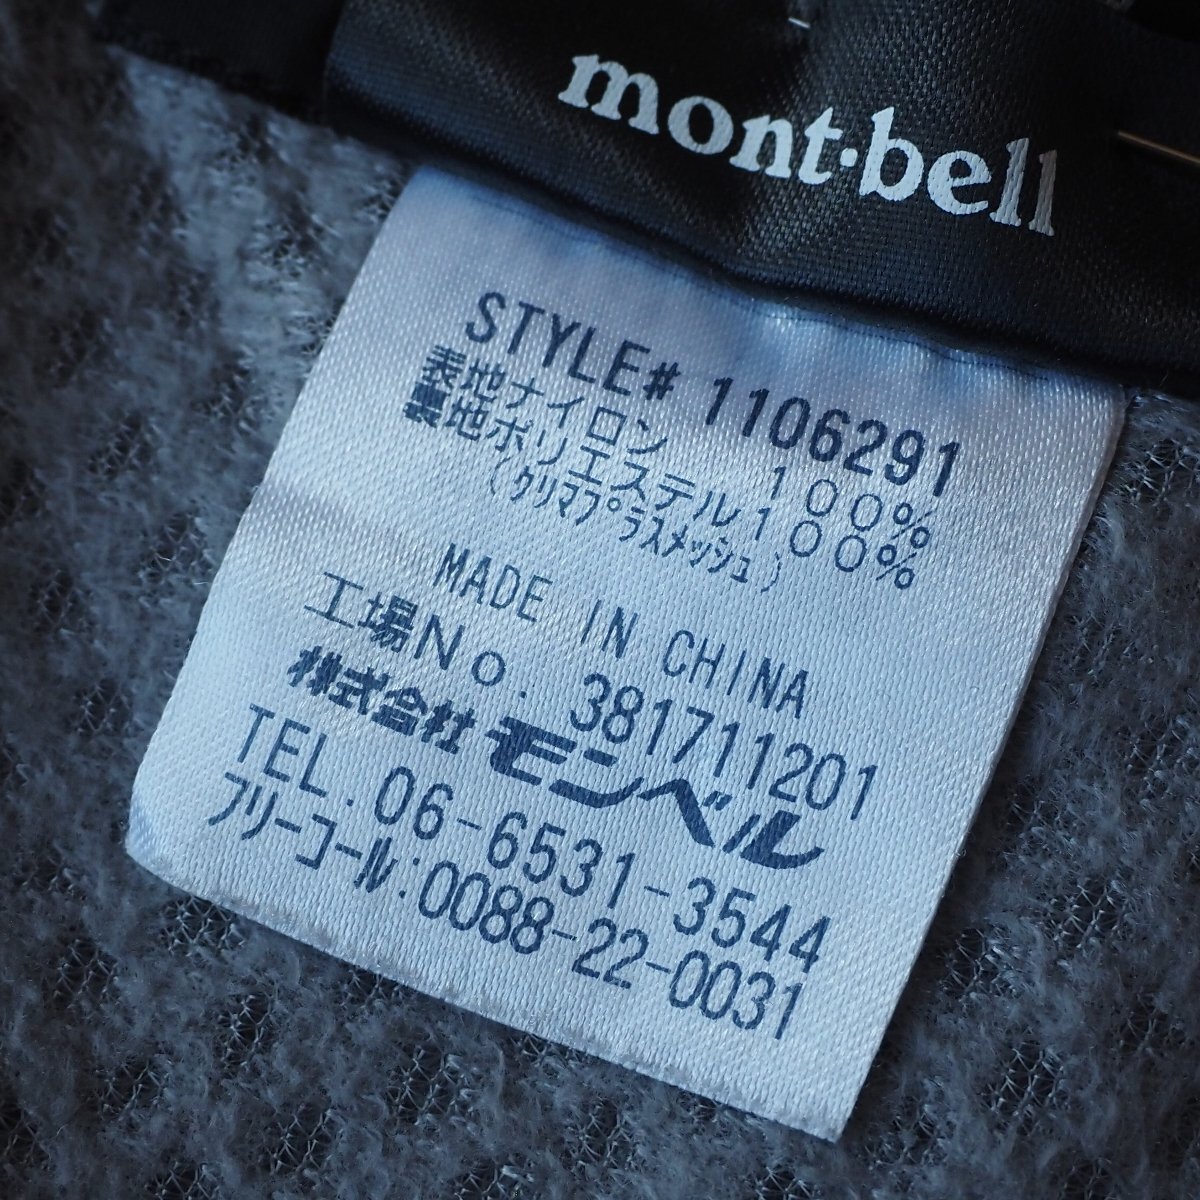 mont·bell
STYLE# 1106291
表地ナイロン 100%
裏地ポリエステル100%
(クリマプラスメッシュ)
MADE IN CHINA
工場No. 381711201
株式会社モンベル
TEL. 06-6531-3544
フリーコール:0088-22-0031